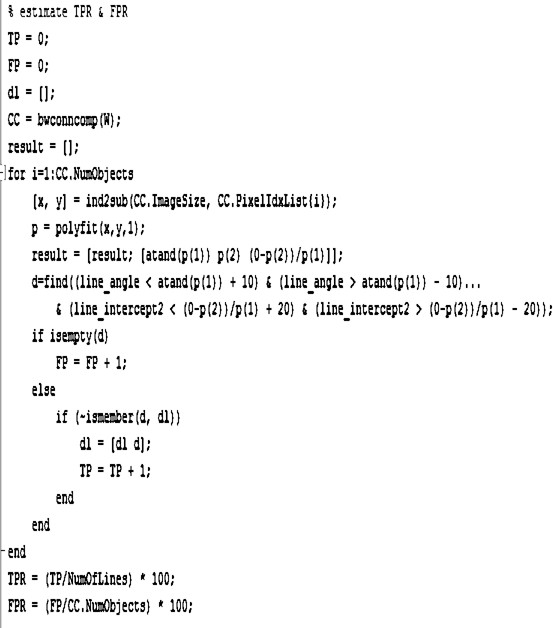 % estimate TPR & FPR
TP = 0;
FP = 0;
dl = [];
CC = bwconncomp(W);
result = [];
for i=1:CC.NumObjects
[x, y] = ind2sub(CC.ImageSize, CC.PixelIdxList{i});
p = polyfit(x,y,1);
result = [result; [atand(p(1)) p(2) (0-p(2))/p(1)]];
d=find((line_angle < atand(p(1)) + 10) & (line_angle > atand(p(1)) - 10)...
& (line_intercept2 < (0-p(2))/p(1) + 20) & (line_intercept2 > (0-p(2))/p(1) - 20));
if isempty(d)
FP = FP + 1;
else
if (~ismember(d, dl))
dl = [dl d];
TP = TP + 1;
end
end
end
TPR = (TP/NumOfLines) * 100;
FPR = (FP/CC.NumObjects) * 100;